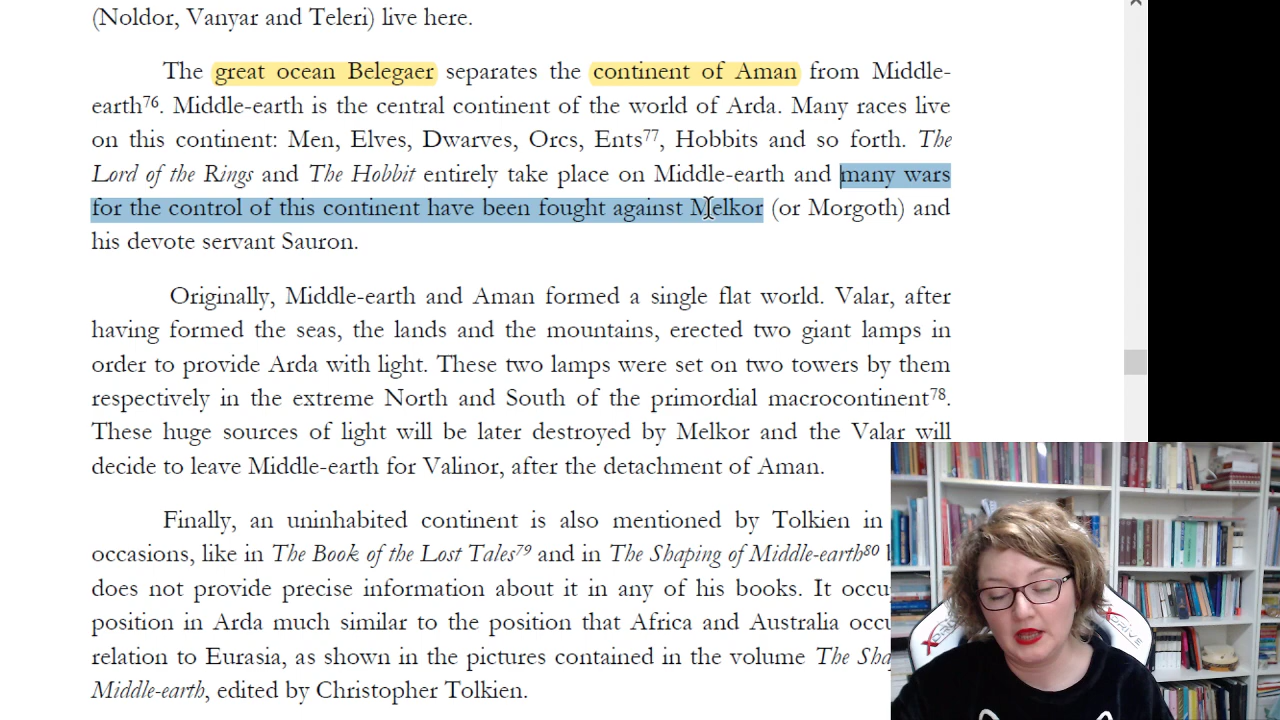 (Noldor, Vanyar and Teleri) live here.
The great ocean Belegaer separates the continent of Aman from Middle-
earth⁷⁶. Middle-earth is the central continent of the world of Arda. Many races live
on this continent: Men, Elves, Dwarves, Orcs, Ents⁷⁷, Hobbits and so forth. The
Lord of the Rings and The Hobbit entirely take place on Middle-earth and many wars
for the control of this continent have been fought against Melkor (or Morgoth) and
his devote servant Sauron.
Originally, Middle-earth and Aman formed a single flat world. Valar, after
having formed the seas, the lands and the mountains, erected two giant lamps in
order to provide Arda with light. These two lamps were set on two towers by them
respectively in the extreme North and South of the primordial macrocontinent⁷⁸.
These huge sources of light will be later destroyed by Melkor and the Valar will
decide to leave Middle-earth for Valinor, after the detachment of Aman.
Finally, an uninhabited continent is also mentioned by Tolkien in
occasions, like in The Book of the Lost Tales⁷⁹ and in The Shaping of Middle-earth⁸⁰
does not provide precise information about it in any of his books. It
position in Arda much similar to the position that Africa and Australia
relation to Eurasia, as shown in the pictures contained in the volume The
Middle-earth, edited by Christopher Tolkien.